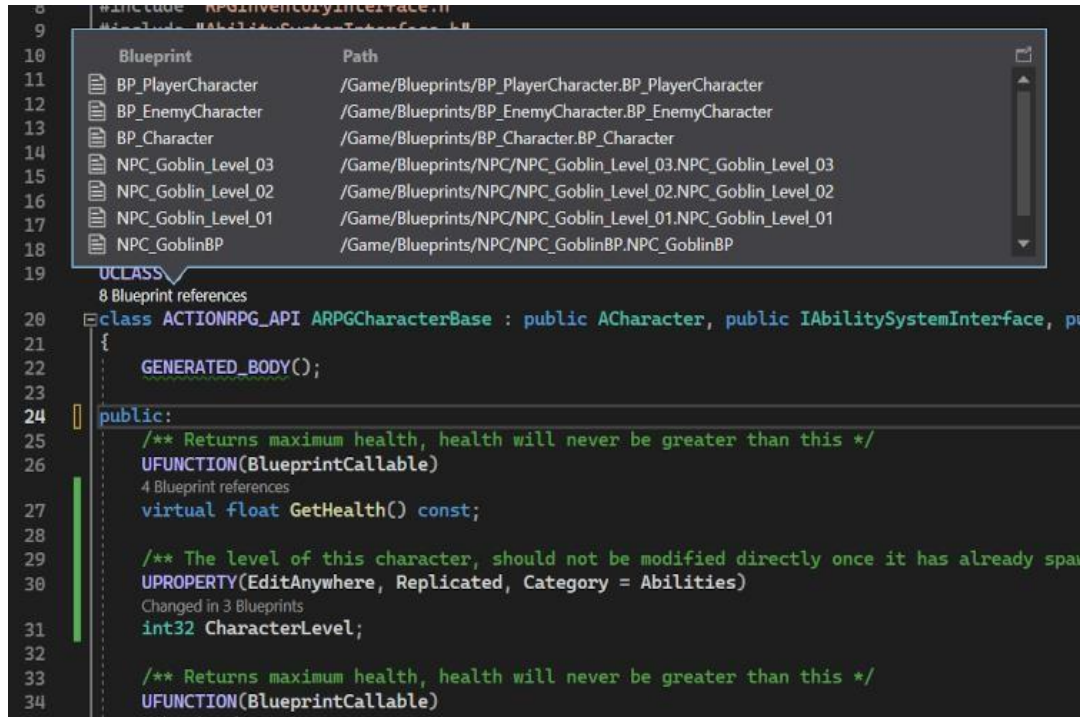 8 #include "RPGInventoryInterface.h"
9 #include "AbilitySystemInterface.h"
10 Blueprint Path
11 BP_PlayerCharacter /Game/Blueprints/BP_PlayerCharacter.BP_PlayerCharacter
12 BP_EnemyCharacter /Game/Blueprints/BP_EnemyCharacter.BP_EnemyCharacter
13 BP_Character /Game/Blueprints/BP_Character.BP_Character
14 NPC_Goblin_Level_03 /Game/Blueprints/NPC/NPC_Goblin_Level_03.NPC_Goblin_Level_03
15 NPC_Goblin_Level_02 /Game/Blueprints/NPC/NPC_Goblin_Level_02.NPC_Goblin_Level_02
16
17 NPC_Goblin_Level_01 /Game/Blueprints/NPC/NPC_Goblin_Level_01.NPC_Goblin_Level_01
18 NPC_GoblinBP /Game/Blueprints/NPC/NPC_GoblinBP.NPC_GoblinBP
19 UCLASS
8 Blueprint references
20 class ACTIONRPG_API ARPGCharacterBase : public ACharacter, public IAbilitySystemInterface, pu
21 {
22 GENERATED_BODY();
23
24 public:
25 /** Returns maximum health, health will never be greater than this */
26 UFUNCTION(BlueprintCallable)
4 Blueprint references
27 virtual float GetHealth() const;
28
29 /** The level of this character, should not be modified directly once it has already spa
30 UPROPERTY(EditAnywhere, Replicated, Category = Abilities)
Changed in 3 Blueprints
31 int32 CharacterLevel;
32
33 /** Returns maximum health, health will never be greater than this */
34 UFUNCTION(BlueprintCallable)